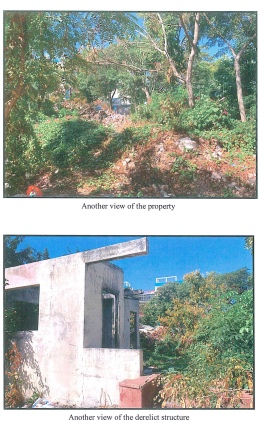 Another view of the property
Another view of the derelict structure